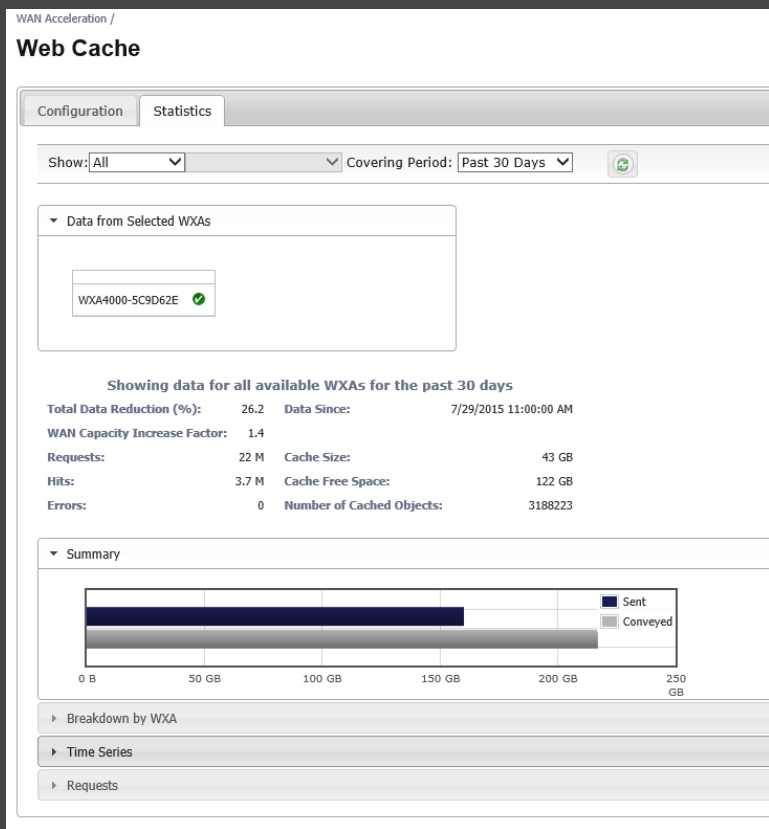 WAN Acceleration /
Web Cache
Configuration Statistics
Show: All Covering Period: Past 30 Days
Data from Selected WXAs
WXA4000-5C9D62E
Showing data for all available WXAs for the past 30 days
Total Data Reduction (%): 26.2 Data Since: 7/29/2015 11:00:00 AM
WAN Capacity Increase Factor: 1.4
Requests: 22 M Cache Size: 43 GB
Hits: 3.7 M Cache Free Space: 122 GB
Errors: 0 Number of Cached Objects: 3188223
Summary
Sent
Conveyed
0 B 50 GB 100 GB 150 GB 200 GB 250
GB
Breakdown by WXA
Time Series
Requests